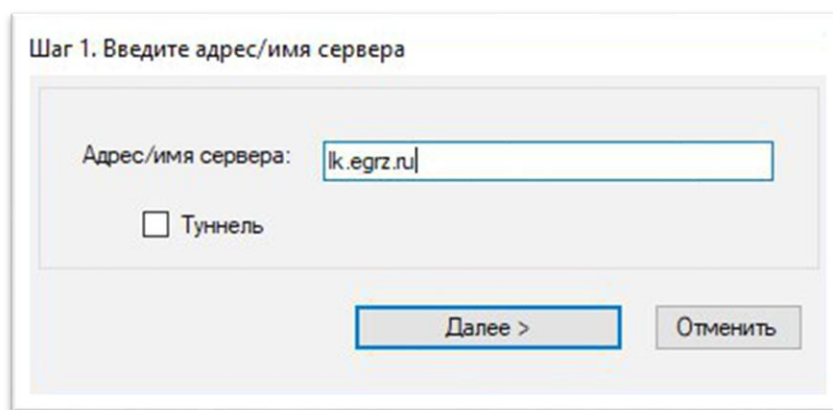 Шаг 1. Введите адрес/имя сервера
Адрес/имя сервера: lk.egrz.ru
Туннель
Далее > Отменить